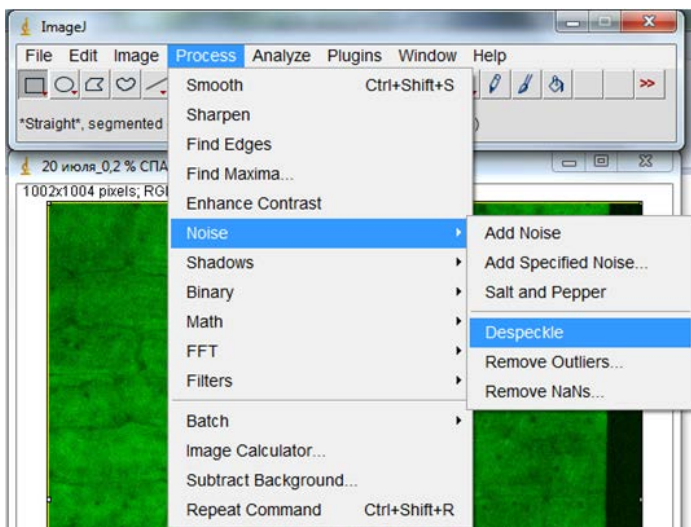 ImageJ
File Edit Image Process Analyze Plugins Window Help
*Straight*, segmented
)
20 июля_0,2 % СПА
1002x1004 pixels; RG
Smooth Ctrl+Shift+S
Sharpen
Find Edges
Find Maxima...
Enhance Contrast
Noise
Shadows
Binary
Math
FFT
Filters
Batch
Image Calculator...
Subtract Background...
Repeat Command Ctrl+Shift+R
Add Noise
Add Specified Noise...
Salt and Pepper
Despeckle
Remove Outliers...
Remove NaNs...